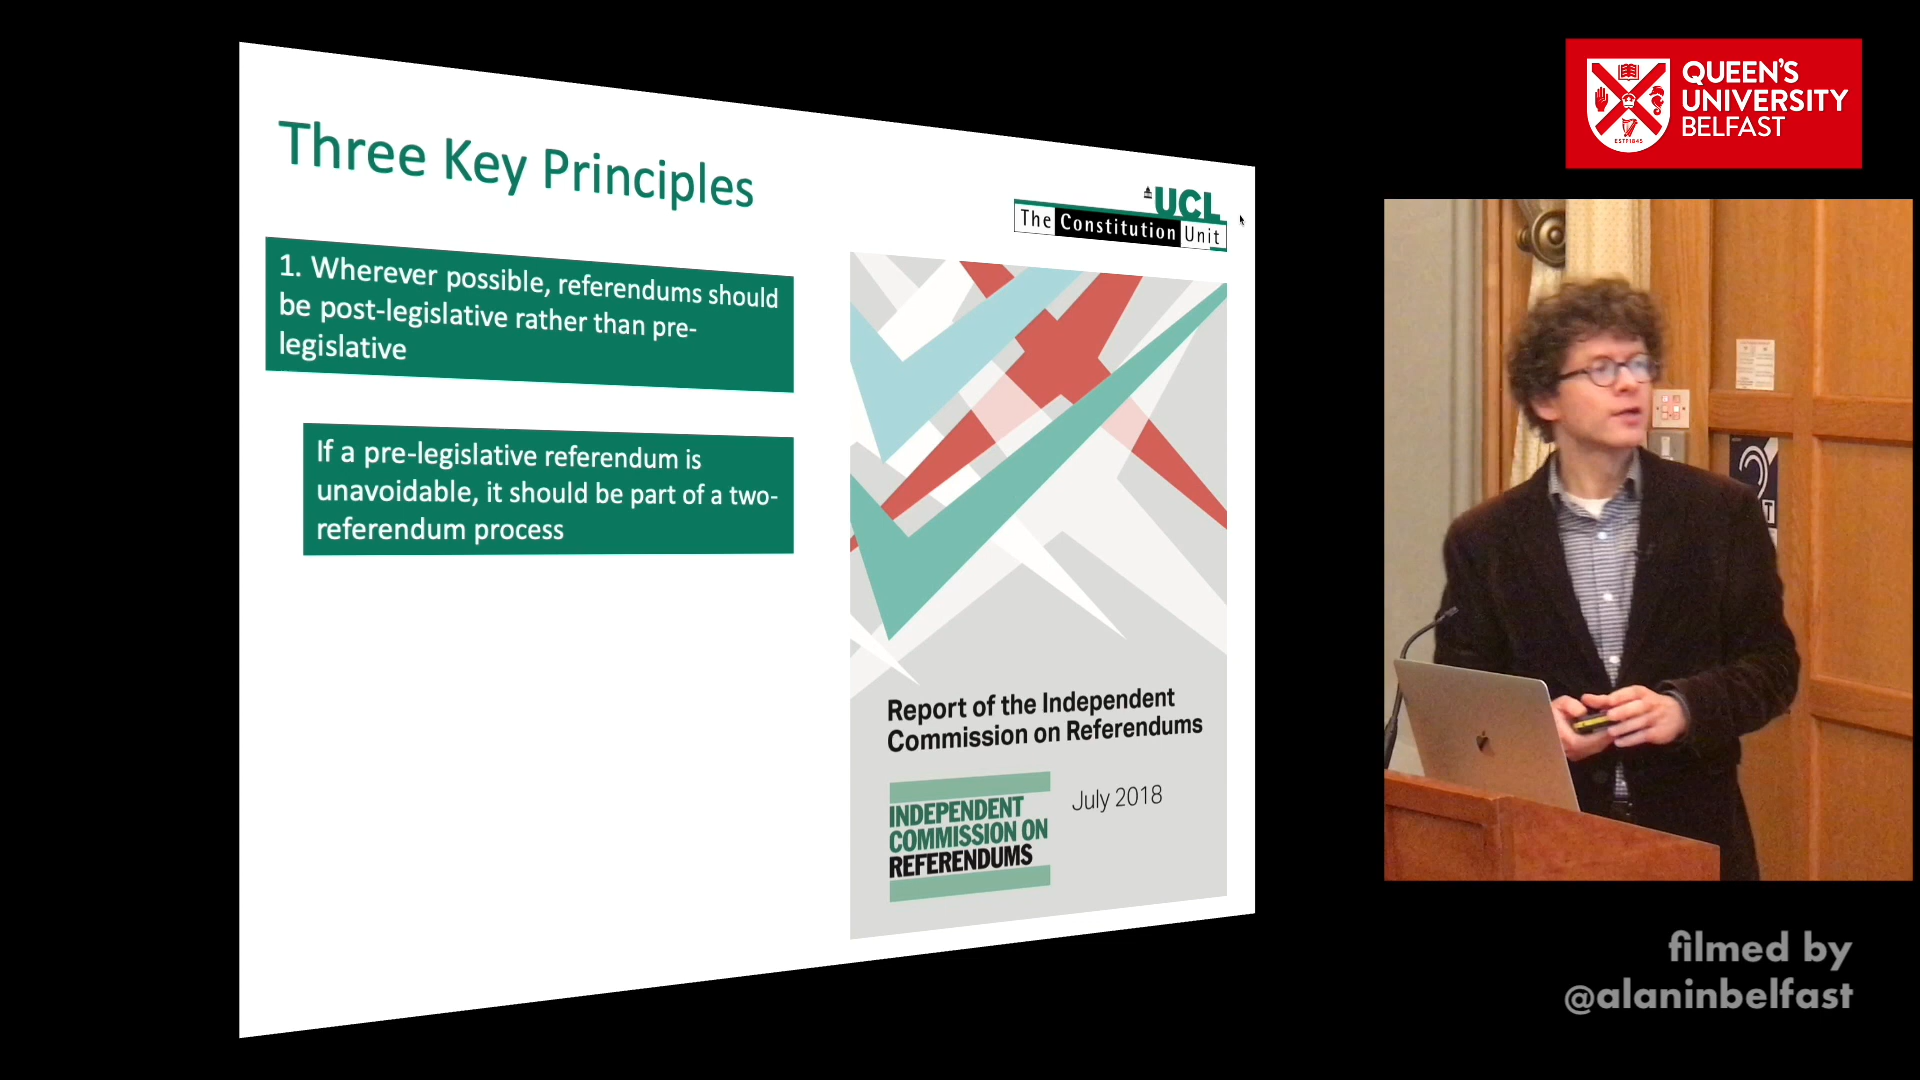 Three Key Principles
UCL
The Constitution Unit
1. Wherever possible, referendums should
be post-legislative rather than pre-
legislative
If a pre-legislative referendum is
unavoidable, it should be part of a two-
referendum process
Report of the Independent
Commission on Referendums
INDEPENDENT
COMMISSION ON
REFERENDUMS
July 2018
QUEEN'S
UNIVERSITY
BELFAST
ESTD 1845
T
filmed by
@alaninbelfast